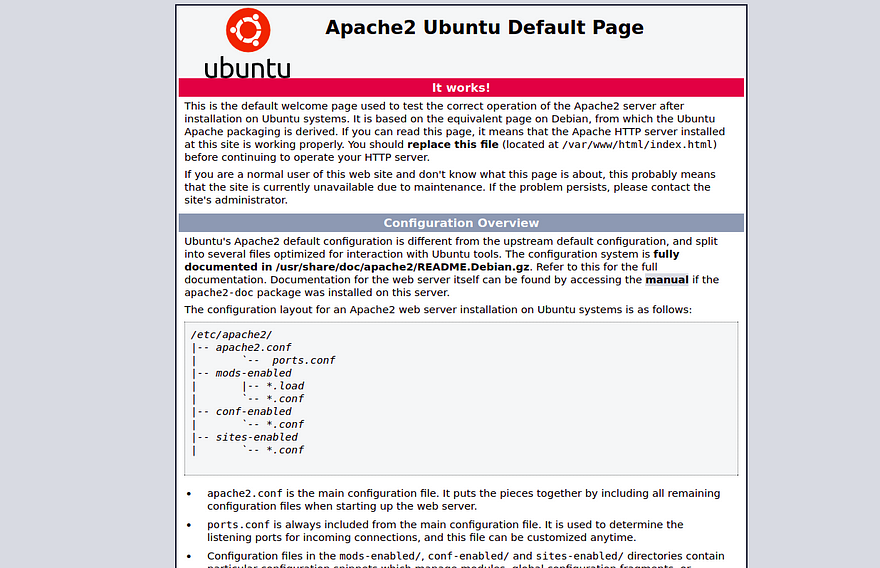 Apache2 Ubuntu Default Page
ubuntu
It works!
This is the default welcome page used to test the correct operation of the Apache2 server after
installation on Ubuntu systems. It is based on the equivalent page on Debian, from which the Ubuntu
Apache packaging is derived. If you can read this page, it means that the Apache HTTP server installed
at this site is working properly. You should replace this file (located at /var/www/html/index.html)
before continuing to operate your HTTP server.
If you are a normal user of this web site and don't know what this page is about, this probably means
that the site is currently unavailable due to maintenance. If the problem persists, please contact the
site's administrator.
Configuration Overview
Ubuntu's Apache2 default configuration is different from the upstream default configuration, and split
into several files optimized for interaction with Ubuntu tools. The configuration system is fully
documented in /usr/share/doc/apache2/README.Debian.gz. Refer to this for the full
documentation. Documentation for the web server itself can be found by accessing the manual if the
apache2-doc package was installed on this server.
The configuration layout for an Apache2 web server installation on Ubuntu systems is as follows:
/etc/apache2/
|-- apache2.conf
|       `--  ports.conf
|-- mods-enabled
|       |-- *.load
|       `-- *.conf
|-- conf-enabled
|       `-- *.conf
|-- sites-enabled
|       `-- *.conf
• apache2.conf is the main configuration file. It puts the pieces together by including all remaining
configuration files when starting up the web server.
• ports.conf is always included from the main configuration file. It is used to determine the
listening ports for incoming connections, and this file can be customized anytime.
• Configuration files in the mods-enabled/, conf-enabled/ and sites-enabled/ directories contain
particular configuration snippets which manage modules, global configuration fragments, or